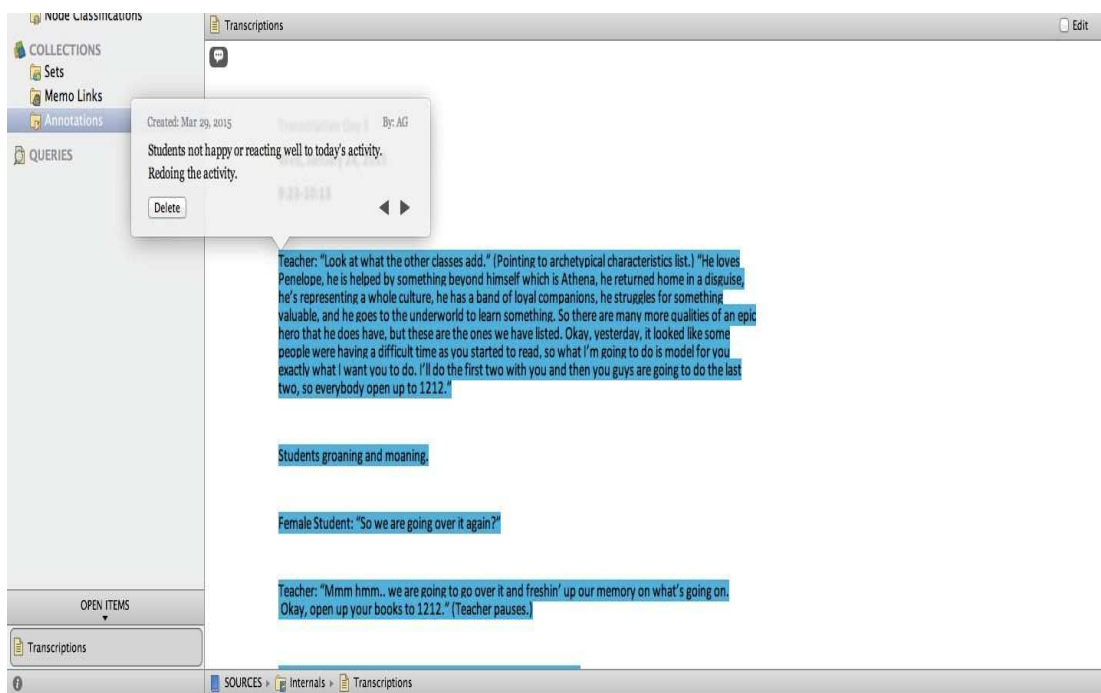 Node Classifications
COLLECTIONS
Sets
Memo Links
Annotations
QUERIES
OPEN ITEMS
Transcriptions
Transcriptions
Edit
Created: Mar 29, 2015 By: AG
Students not happy or reacting well to today's activity.
Redoing the activity.
Delete
Teacher: "Look at what the other classes add." (Pointing to archetypical characteristics list.) "He loves
Penelope, he is helped by something beyond himself which is Athena, he returned home in a disguise,
he's representing a whole culture, he has a band of loyal companions, he struggles for something
valuable, and he goes to the underworld to learn something. So there are many more qualities of an epic
hero that he does have, but these are the ones we have listed. Okay, yesterday, it looked like some
people were having a difficult time as you started to read, so what I'm going to do is model for you
exactly what I want you to do. I'll do the first two with you and then you guys are going to do the last
two, so everybody open up to 1212."
Students groaning and moaning.
Female Student: "So we are going over it again?"
Teacher: "Mmm hmm.. we are going to go over it and freshin' up our memory on what's going on.
Okay, open up your books to 1212." (Teacher pauses.)
SOURCES Internals Transcriptions